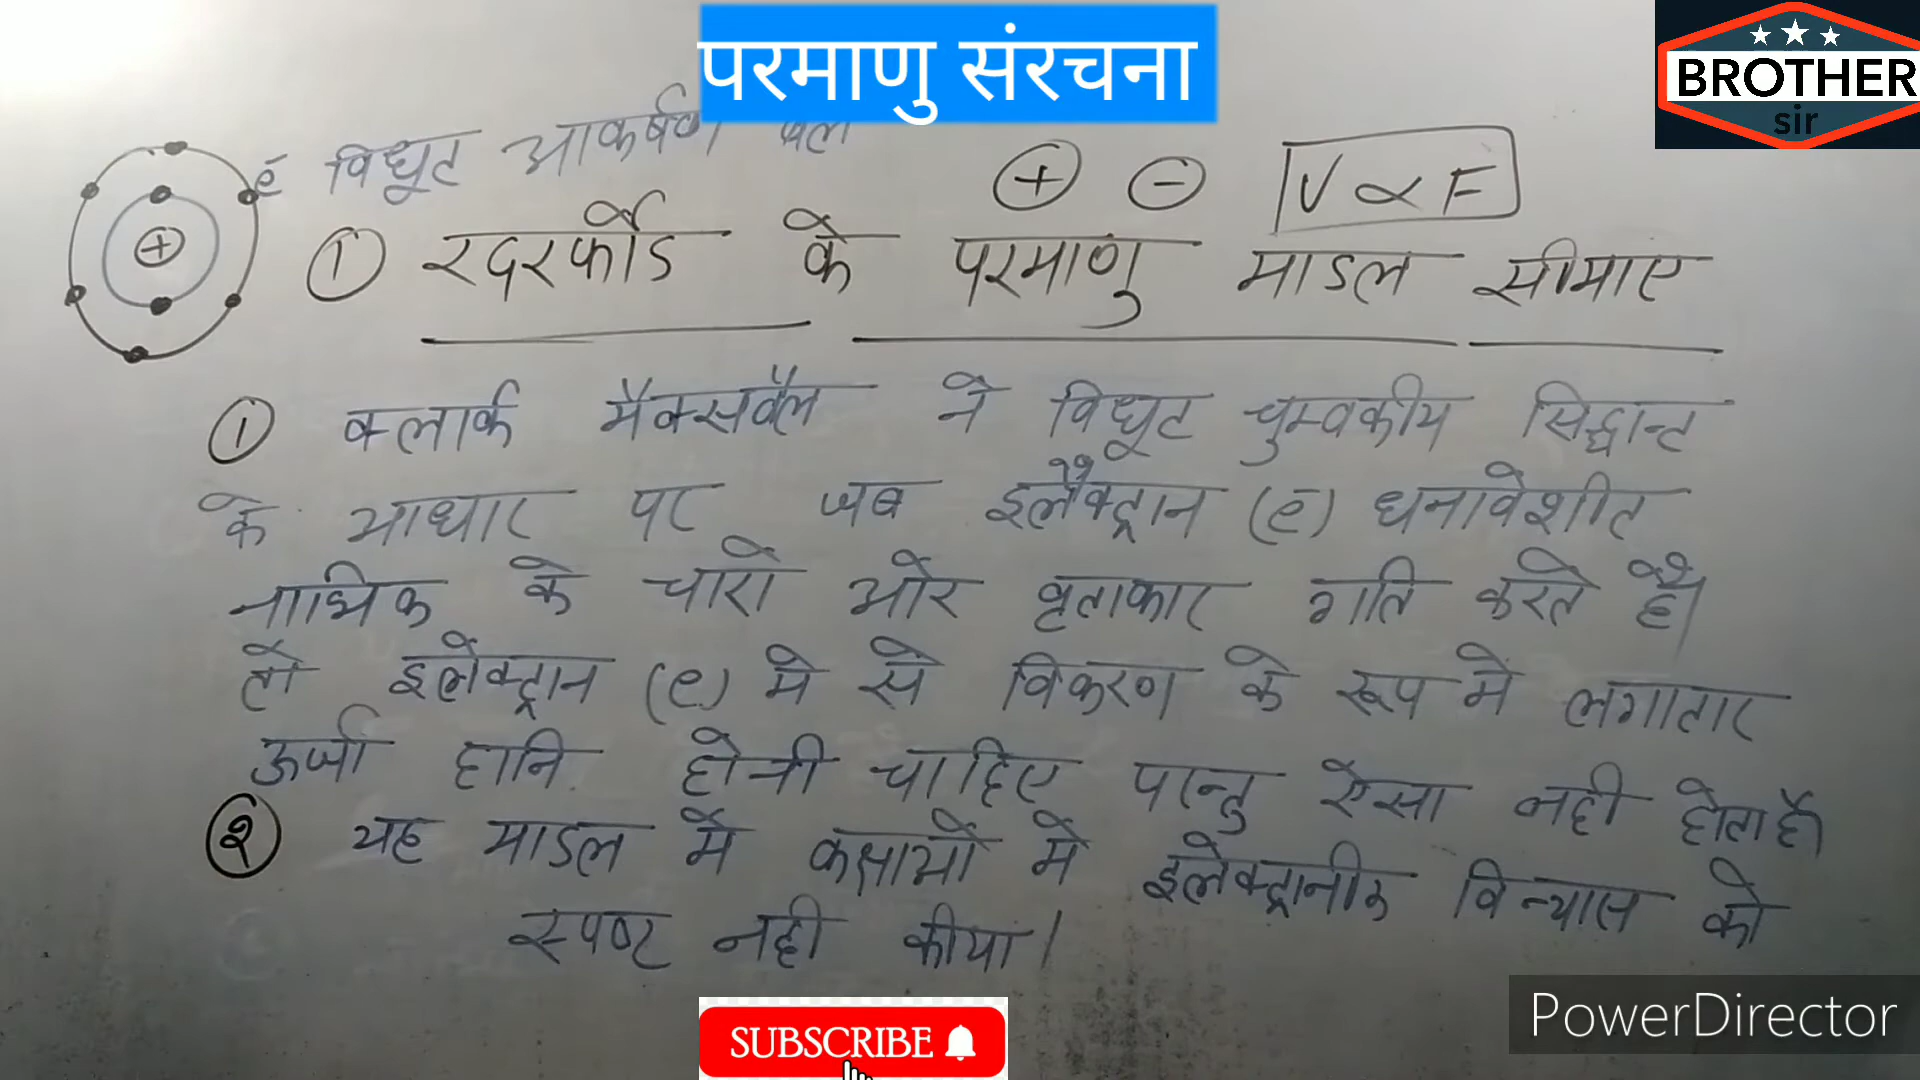 परमाणु संरचना
BROTHER
sir
ē विधूट आकर्षण बल
+ - V ∝ F
① रदरफोर्ड के परमाणु माडल सीमाए
① क्लार्क मैक्सवैल ने विधूट चुम्वकीय सिद्धान्ट
के आधार पर जब इलैक्ट्रान (ē) धनावेशीट
नाभिक के चारो ओर वृताकार गति करते है।
तो इलेक्ट्रान (e) मे से विकरण के रूप मे लगातार
ऊर्जा हानि होनी चाहिए परन्तु ऐसा नही होता है
② यह माडल मे कक्षाओ मे इलेक्ट्रानीक विन्यास को
स्पष्ट नही कीया।
SUBSCRIBE
PowerDirector